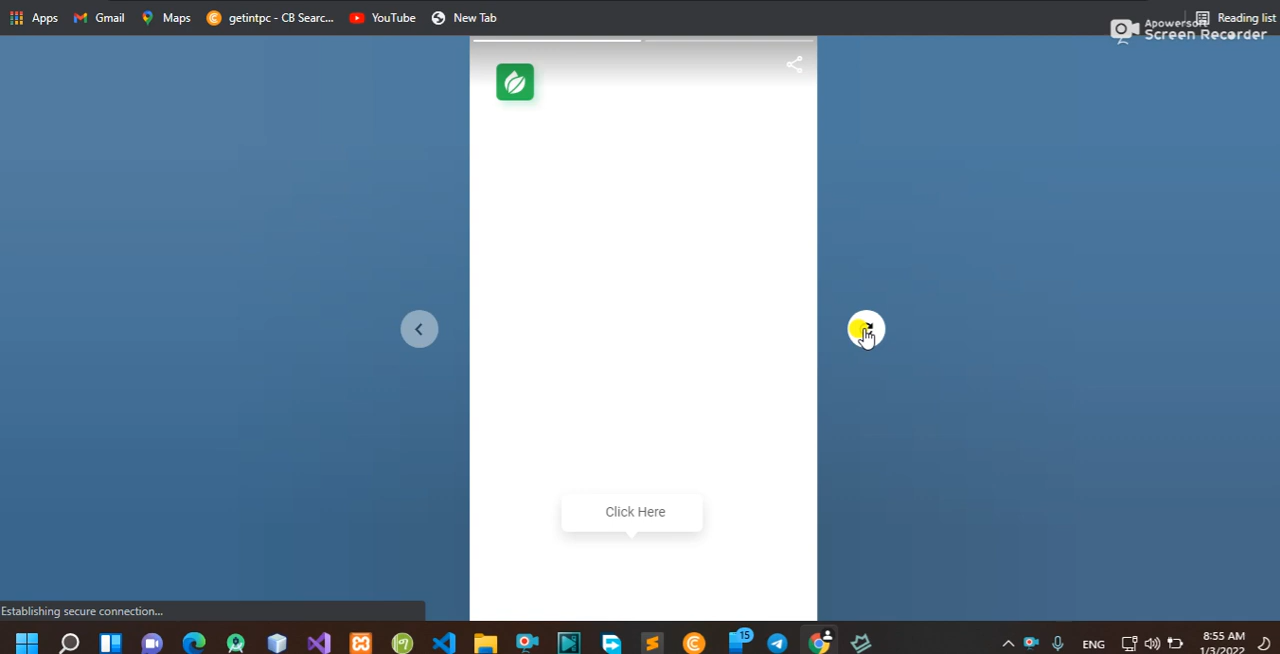 Apps Gmail Maps getintpc - CB Searc... YouTube New Tab Reading list
Apowersoft
Screen Recorder
Click Here
Establishing secure connection...
15
ENG
8:55 AM
1/3/2022